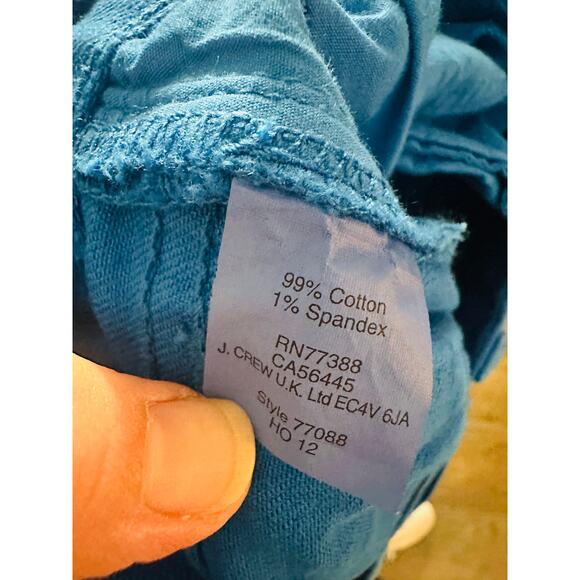 99% Cotton
1% Spandex
RN77388
CA56445
J. CREW U.K. Ltd EC4V 6JA
Style 77088
HO 12